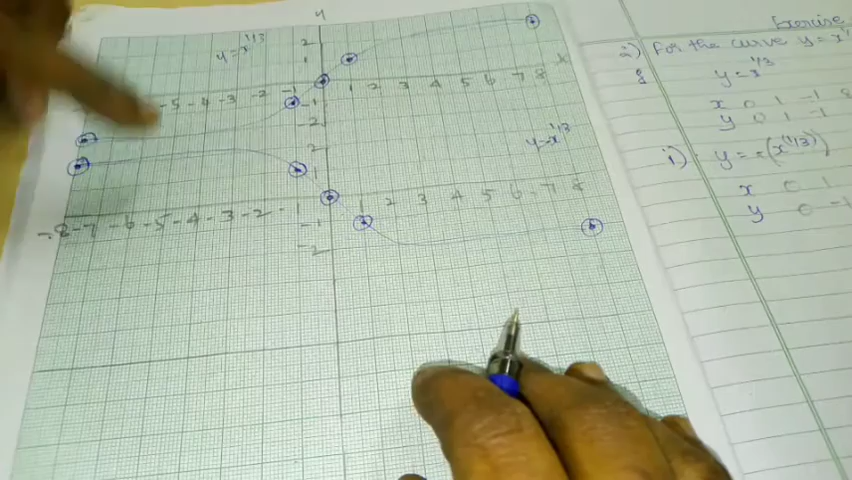 y
y=x^1/3
2
1
-5 -4 -3 -2 -1 1 2 3 4 5 6 7 8 x
-1
-2
y=x^1/3
2
1
-8 -7 -6 -5 -4 -3 -2 -1 1 2 3 4 5 6 7 8
-1
-2
Exercise
2) For the curve y=x^1
y=x^1/3
x 0 1 -1 8
y 0 1 -1
i) y=-(x^(1/3))
x 0 1
y 0 -1